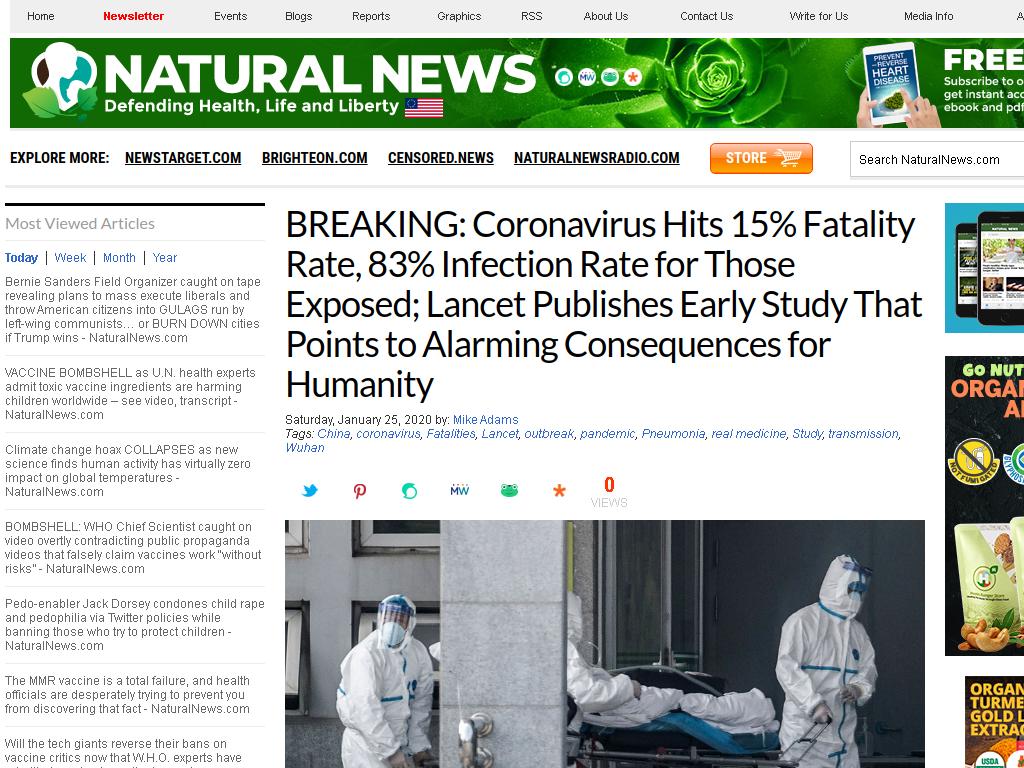 Home Newsletter Events Blogs Reports Graphics RSS About Us Contact Us Write for Us Media Info
NATURALNEWS
Defending Health, Life and Liberty
MW
PREVENT
REVERSE
HEART
DISEASE
FREE
Subscribe to o
get instant acc
ebook and pdf
EXPLORE MORE: NEWSTARGET.COM BRIGHTEON.COM CENSORED.NEWS NATURALNEWSRADIO.COM STORE Search NaturalNews.com
Most Viewed Articles
Today | Week | Month | Year
Bernie Sanders Field Organizer caught on tape
revealing plans to mass execute liberals and
throw American citizens into GULAGS run by
left-wing communists… or BURN DOWN cities
if Trump wins - NaturalNews.com
VACCINE BOMBSHELL as U.N. health experts
admit toxic vaccine ingredients are harming
children worldwide – see video, transcript -
NaturalNews.com
Climate change hoax COLLAPSES as new
science finds human activity has virtually zero
impact on global temperatures -
NaturalNews.com
BOMBSHELL: WHO Chief Scientist caught on
video overtly contradicting public propaganda
videos that falsely claim vaccines work "without
risks" - NaturalNews.com
Pedo-enabler Jack Dorsey condones child rape
and pedophilia via Twitter policies while
banning those who try to protect children -
NaturalNews.com
The MMR vaccine is a total failure, and health
officials are desperately trying to prevent you
from discovering that fact - NaturalNews.com
Will the tech giants reverse their bans on
vaccine critics now that W.H.O. experts have
BREAKING: Coronavirus Hits 15% Fatality
Rate, 83% Infection Rate for Those
Exposed; Lancet Publishes Early Study That
Points to Alarming Consequences for
Humanity
Saturday, January 25, 2020 by: Mike Adams
Tags: China, coronavirus, Fatalities, Lancet, outbreak, pandemic, Pneumonia, real medicine, Study, transmission,
Wuhan
MW
0
VIEWS
GO NUT
ORGAN
NOT FUMIGATED
ORGAN
TURME
GOLD L
EXTRAC
USDA